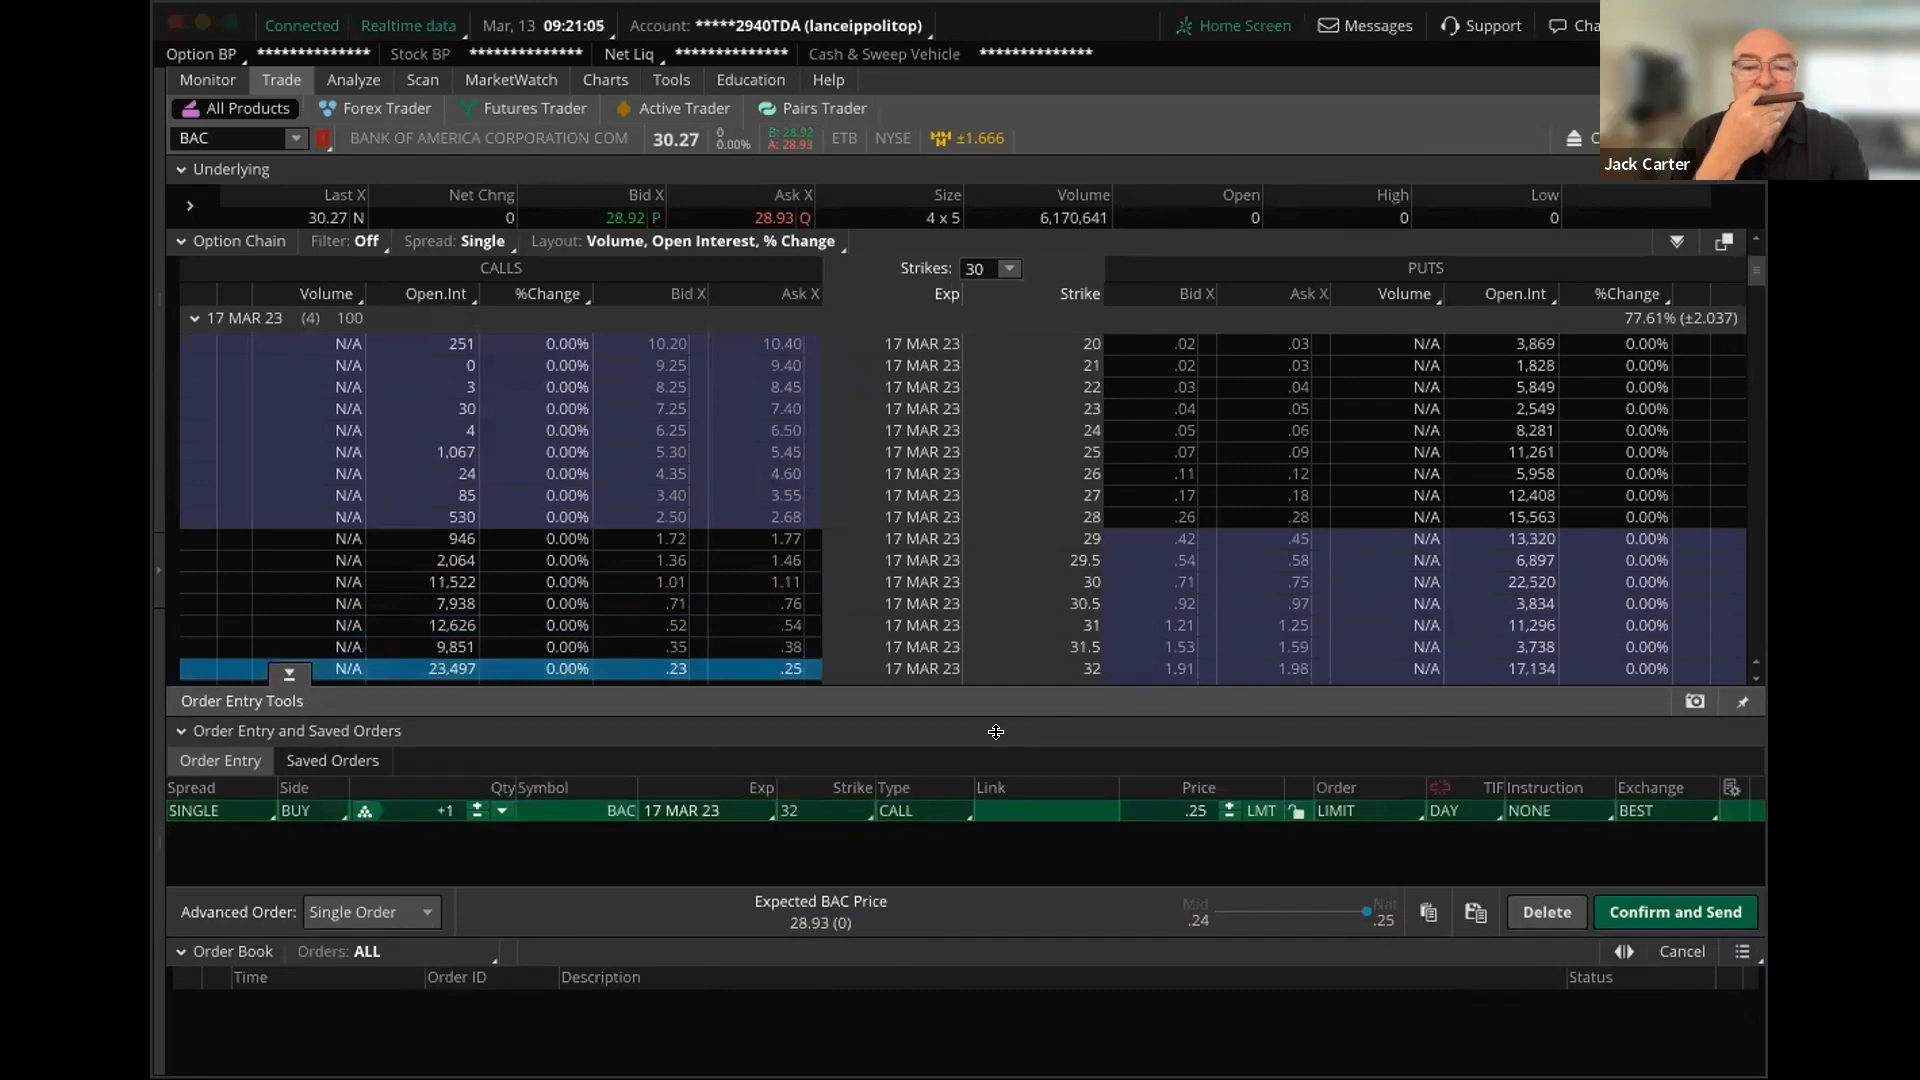 Connected Realtime data Mar, 13 09:21:05 Account: *****2940TDA (lanceippolitop) Home Screen Messages Support Cha
Option BP ************** Stock BP ************** Net Liq ************** Cash & Sweep Vehicle **************
Monitor Trade Analyze Scan MarketWatch Charts Tools Education Help
All Products Forex Trader Futures Trader Active Trader Pairs Trader
BAC BANK OF AMERICA CORPORATION COM 30.27 0 0.00% B: 28.92 A: 28.93 ETB NYSE ±1.666 C
Jack Carter
Underlying
Last X Net Chng Bid X Ask X Size Volume Open High Low
30.27 N 0 28.92 P 28.93 Q 4 x 5 6,170,641 0 0 0
Option Chain Filter: Off Spread: Single Layout: Volume, Open Interest, % Change
CALLS Strikes: 30 PUTS
Volume Open.Int %Change Bid X Ask X Exp Strike Bid X Ask X Volume Open.Int %Change
17 MAR 23 (4) 100 77.61% (±2.037)
N/A 251 0.00% 10.20 10.40 17 MAR 23 20 .02 .03 N/A 3,869 0.00%
N/A 0 0.00% 9.25 9.40 17 MAR 23 21 .02 .03 N/A 1,828 0.00%
N/A 3 0.00% 8.25 8.45 17 MAR 23 22 .03 .04 N/A 5,849 0.00%
N/A 30 0.00% 7.25 7.40 17 MAR 23 23 .04 .05 N/A 2,549 0.00%
N/A 4 0.00% 6.25 6.50 17 MAR 23 24 .05 .06 N/A 8,281 0.00%
N/A 1,067 0.00% 5.30 5.45 17 MAR 23 25 .07 .09 N/A 11,261 0.00%
N/A 24 0.00% 4.35 4.60 17 MAR 23 26 .11 .12 N/A 5,958 0.00%
N/A 85 0.00% 3.40 3.55 17 MAR 23 27 .17 .18 N/A 12,408 0.00%
N/A 530 0.00% 2.50 2.68 17 MAR 23 28 .26 .28 N/A 15,563 0.00%
N/A 946 0.00% 1.72 1.77 17 MAR 23 29 .42 .45 N/A 13,320 0.00%
N/A 2,064 0.00% 1.36 1.46 17 MAR 23 29.5 .54 .58 N/A 6,897 0.00%
N/A 11,522 0.00% 1.01 1.11 17 MAR 23 30 .71 .75 N/A 22,520 0.00%
N/A 7,938 0.00% .71 .76 17 MAR 23 30.5 .92 .97 N/A 3,834 0.00%
N/A 12,626 0.00% .52 .54 17 MAR 23 31 1.21 1.25 N/A 11,296 0.00%
N/A 9,851 0.00% .35 .38 17 MAR 23 31.5 1.53 1.59 N/A 3,738 0.00%
N/A 23,497 0.00% .23 .25 17 MAR 23 32 1.91 1.98 N/A 17,134 0.00%
Order Entry Tools
Order Entry and Saved Orders
Order Entry Saved Orders
Spread Side Qty Symbol Exp Strike Type Link Price Order TIF Instruction Exchange
SINGLE BUY +1 BAC 17 MAR 23 32 CALL .25 LMT LIMIT DAY NONE BEST
Advanced Order: Single Order Expected BAC Price 28.93 (0) Mid .24 Nat .25 Delete Confirm and Send
Order Book Orders: ALL Cancel
Time Order ID Description Status